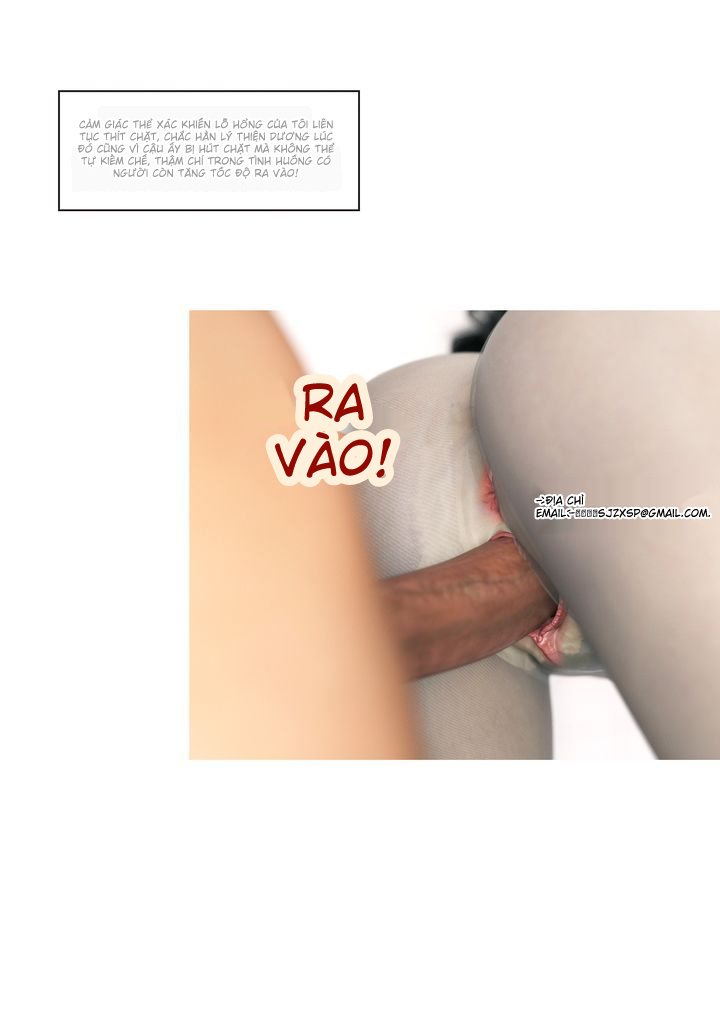 CẢM GIÁC THỂ XÁC KHIẾN LỖ HỔNG CỦA TÔI LIÊN
TỤC THÍT CHẶT, CHẮC HẲN LÝ THIỆN DƯƠNG LÚC
ĐÓ CŨNG VÌ CẬU ẤY BỊ HÚT CHẶT MÀ KHÔNG THỂ
TỰ KIỀM CHẾ, THẬM CHÍ TRONG TÌNH HUỐNG CÓ
NGƯỜI CÒN TĂNG TỐC ĐỘ RA VÀO!
RA
VÀO!
ĐỊA CHỈ
EMAIL:SJZXSP@GMAIL.COM.